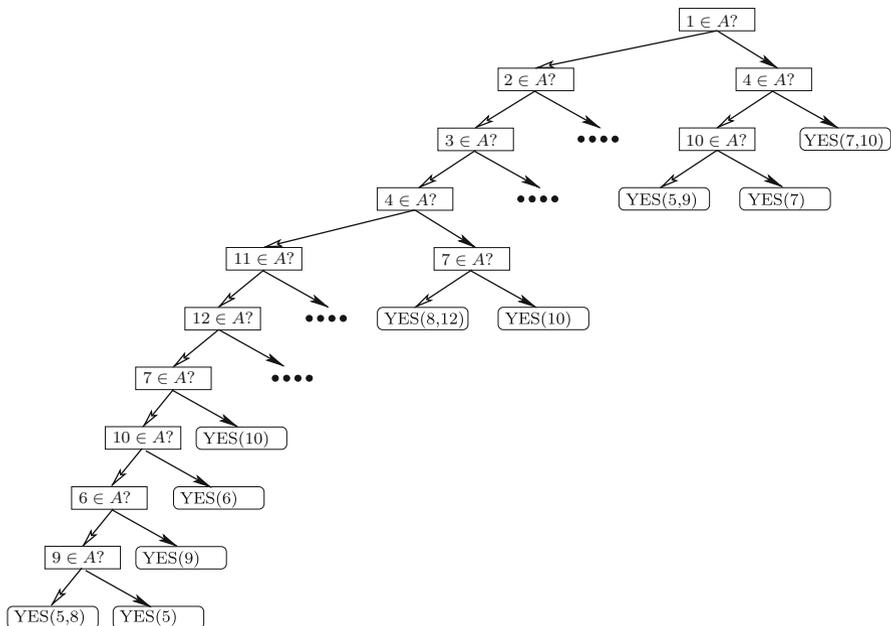 1 ∈ A?
2 ∈ A? 4 ∈ A?
3 ∈ A? 10 ∈ A? YES(7,10)
4 ∈ A? YES(5,9) YES(7)
11 ∈ A? 7 ∈ A?
12 ∈ A? YES(8,12) YES(10)
7 ∈ A?
10 ∈ A? YES(10)
6 ∈ A? YES(6)
9 ∈ A? YES(9)
YES(5,8) YES(5)